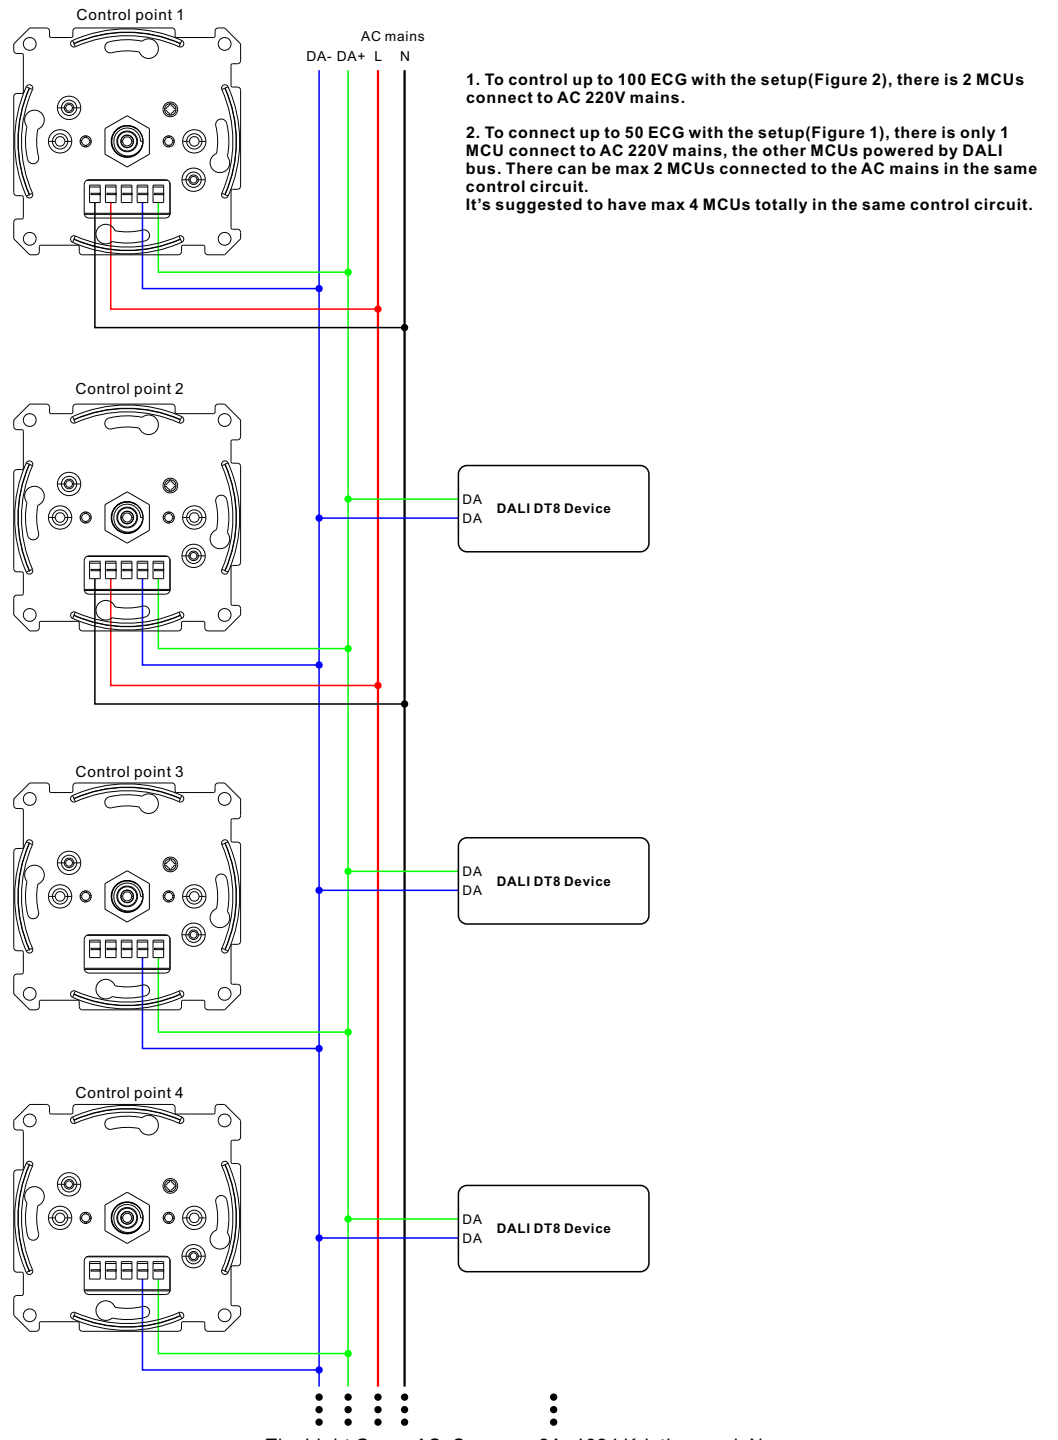 Control point 1
AC mains
DA- DA+ L N
1. To control up to 100 ECG with the setup(Figure 2), there is 2 MCUs
connect to AC 220V mains.
2. To connect up to 50 ECG with the setup(Figure 1), there is only 1
MCU connect to AC 220V mains, the other MCUs powered by DALI
bus. There can be max 2 MCUs connected to the AC mains in the same
control circuit.
It's suggested to have max 4 MCUs totally in the same control circuit.
Control point 2
DA
DALI DT8 Device
DA
Control point 3
DA
DALI DT8 Device
DA
Control point 4
DA
DALI DT8 Device
DA